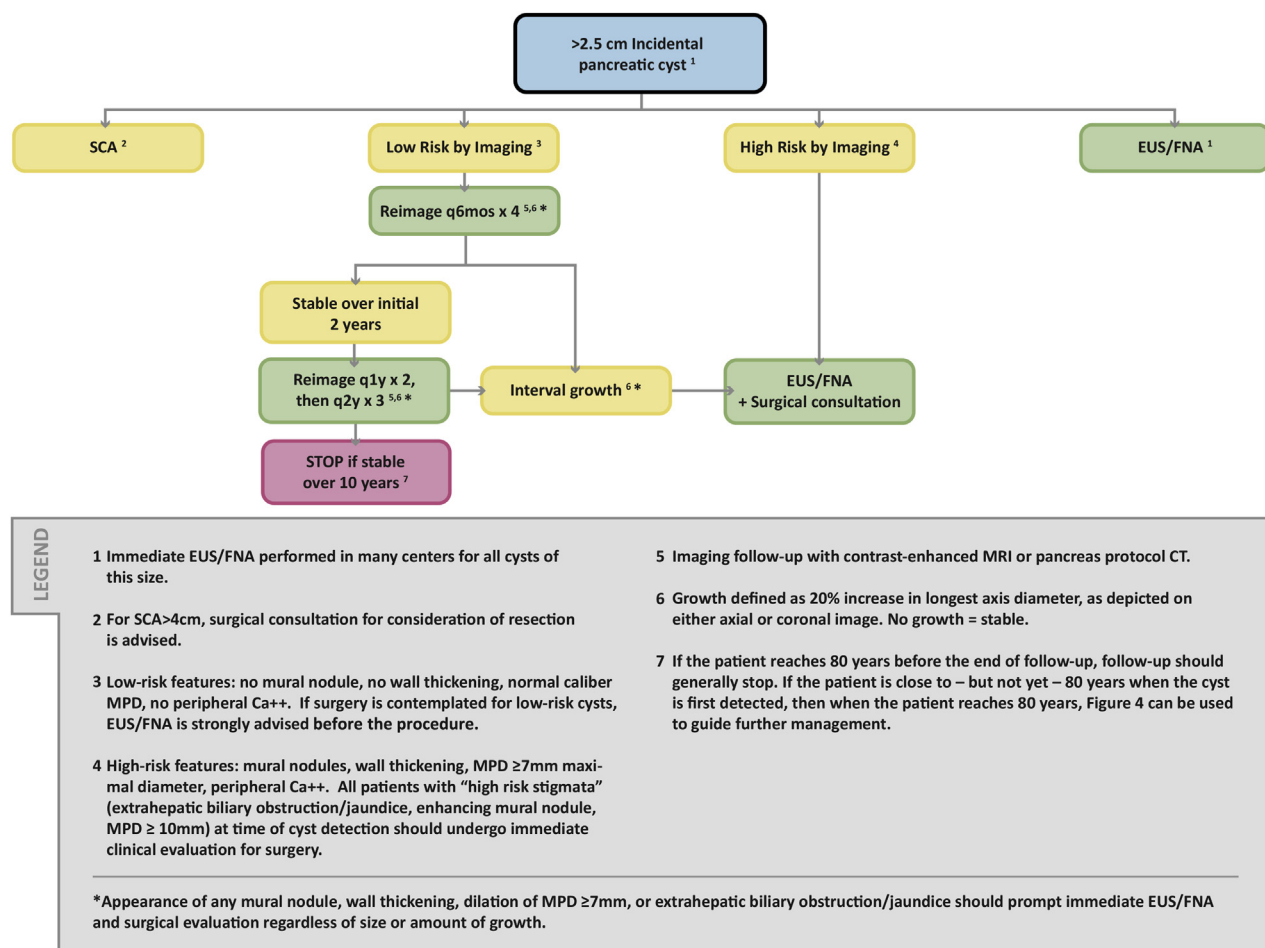 >2.5 cm Incidental
pancreatic cyst ¹
SCA ²
Low Risk by Imaging ³
High Risk by Imaging ⁴
EUS/FNA ¹
Reimage q6mos x 4 ⁵,⁶ *
Stable over initial
2 years
Reimage q1y x 2,
then q2y x 3 ⁵,⁶ *
Interval growth ⁶ *
EUS/FNA
+ Surgical consultation
STOP if stable
over 10 years ⁷
LEGEND
1 Immediate EUS/FNA performed in many centers for all cysts of
this size.
2 For SCA>4cm, surgical consultation for consideration of resection
is advised.
3 Low-risk features: no mural nodule, no wall thickening, normal caliber
MPD, no peripheral Ca++. If surgery is contemplated for low-risk cysts,
EUS/FNA is strongly advised before the procedure.
4 High-risk features: mural nodules, wall thickening, MPD ≥7mm maxi-
mal diameter, peripheral Ca++. All patients with “high risk stigmata”
(extrahepatic biliary obstruction/jaundice, enhancing mural nodule,
MPD ≥ 10mm) at time of cyst detection should undergo immediate
clinical evaluation for surgery.
5 Imaging follow-up with contrast-enhanced MRI or pancreas protocol CT.
6 Growth defined as 20% increase in longest axis diameter, as depicted on
either axial or coronal image. No growth = stable.
7 If the patient reaches 80 years before the end of follow-up, follow-up should
generally stop. If the patient is close to – but not yet – 80 years when the cyst
is first detected, then when the patient reaches 80 years, Figure 4 can be used
to guide further management.
*Appearance of any mural nodule, wall thickening, dilation of MPD ≥7mm, or extrahepatic biliary obstruction/jaundice should prompt immediate EUS/FNA
and surgical evaluation regardless of size or amount of growth.